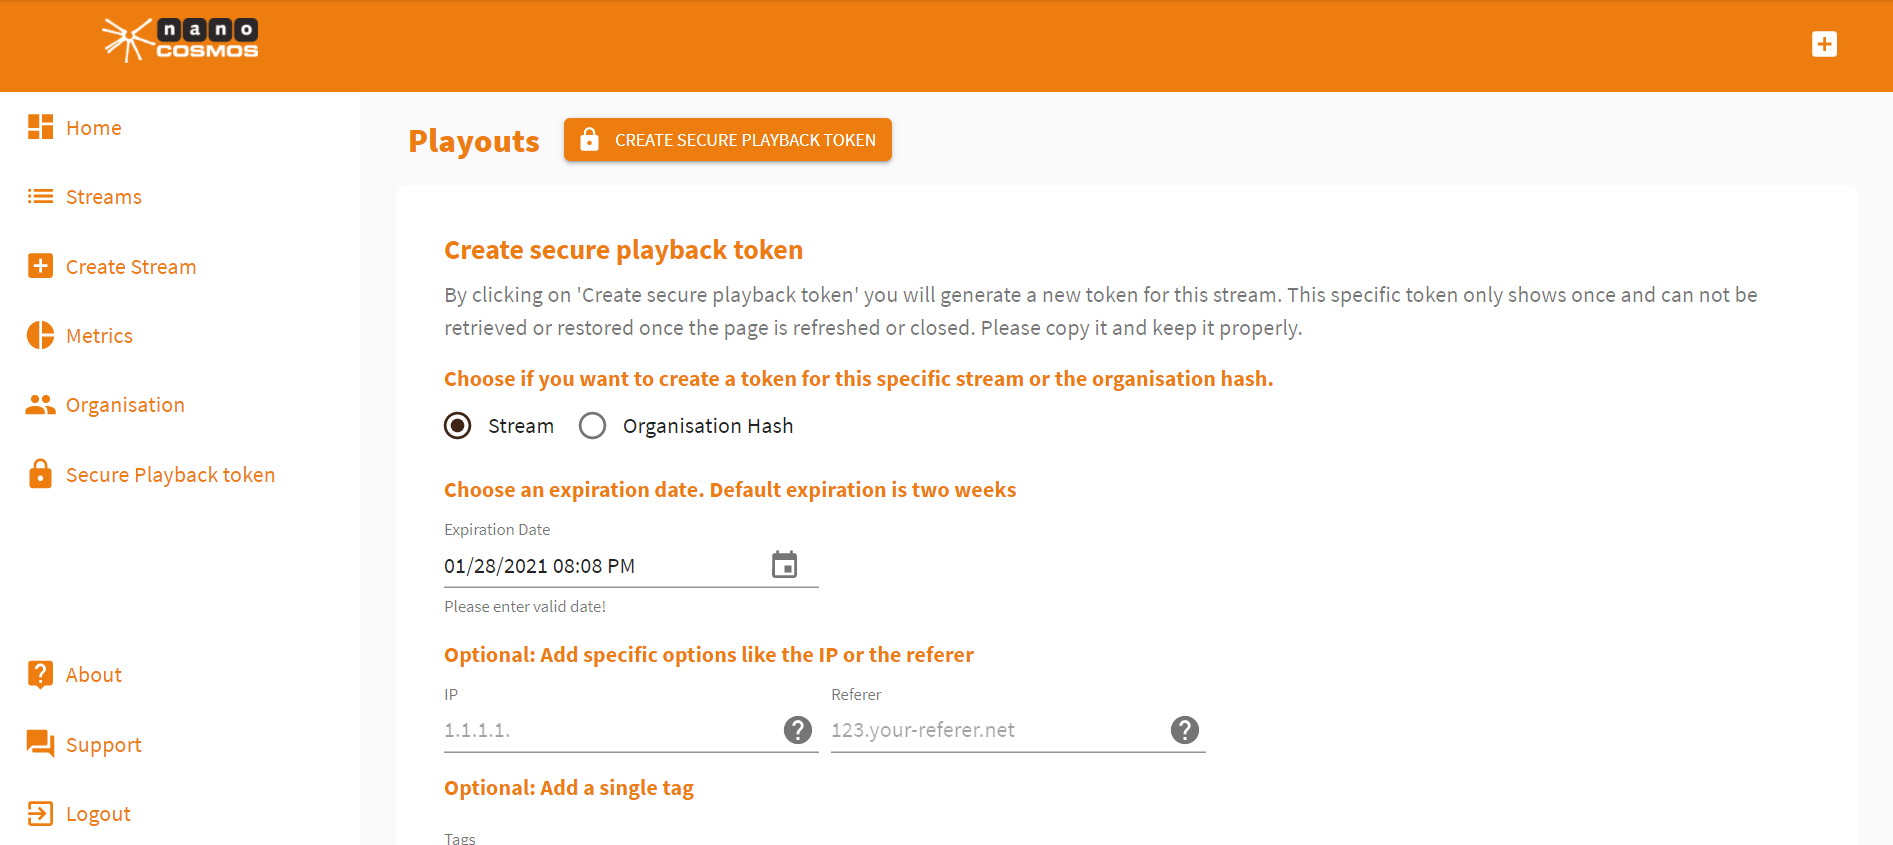 nano
COSMOS
Home
Streams
Create Stream
Metrics
Organisation
Secure Playback token
About
Support
Logout
Playouts
CREATE SECURE PLAYBACK TOKEN
Create secure playback token
By clicking on 'Create secure playback token' you will generate a new token for this stream. This specific token only shows once and can not be
retrieved or restored once the page is refreshed or closed. Please copy it and keep it properly.
Choose if you want to create a token for this specific stream or the organisation hash.
Stream Organisation Hash
Choose an expiration date. Default expiration is two weeks
Expiration Date
01/28/2021 08:08 PM
Please enter valid date!
Optional: Add specific options like the IP or the referer
IP Referer
1.1.1.1. 123.your-referer.net
Optional: Add a single tag
Tags